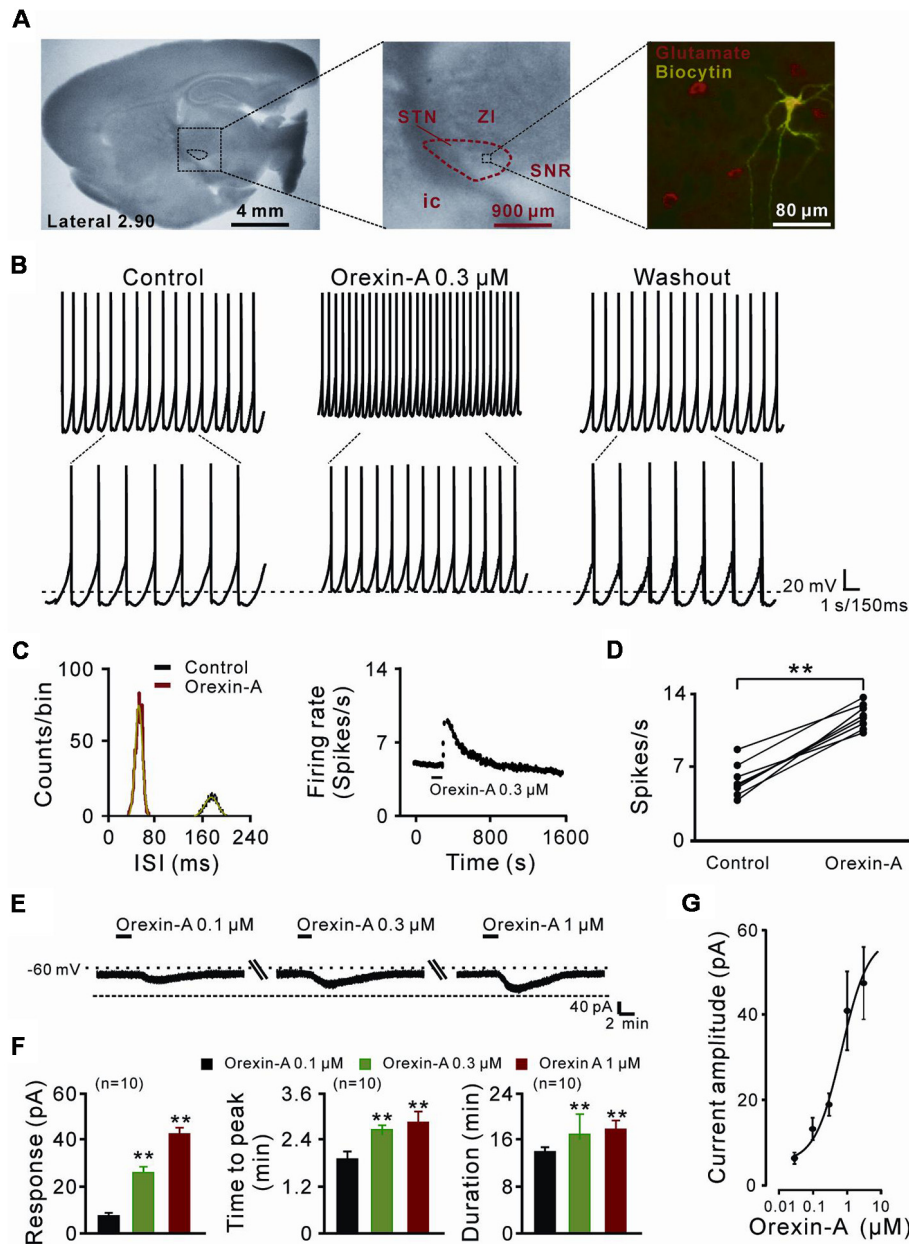 A
Lateral 2.90
4 mm
STN
ZI
SNR
ic
900 µm
Glutamate
Biocytin
80 µm
B
Control
Orexin-A 0.3 µM
Washout
20 mV
1 s/150ms
C
100
50
0
Counts/bin
Control
Orexin-A
0 80 160 240
ISI (ms)
14
7
0
Firing rate
(Spikes/s)
Orexin-A 0.3 µM
0 800 1600
Time (s)
D
**
14
7
0
Spikes/s
Control
Orexin-A
E
Orexin-A 0.1 µM
Orexin-A 0.3 µM
Orexin-A 1 µM
-60 mV
40 pA
2 min
F
Orexin-A 0.1 µM
Orexin-A 0.3 µM
Orexin A 1 µM
(n=10)
60
40
20
0
Response (pA)
**
**
(n=10)
3.6
2.4
1.2
0
Time to peak
(min)
**
**
(n=10)
24
16
8
0
Duration (min)
**
**
G
60
40
20
0
Current amplitude (pA)
0.01 0.1 1 10
Orexin-A (µM)